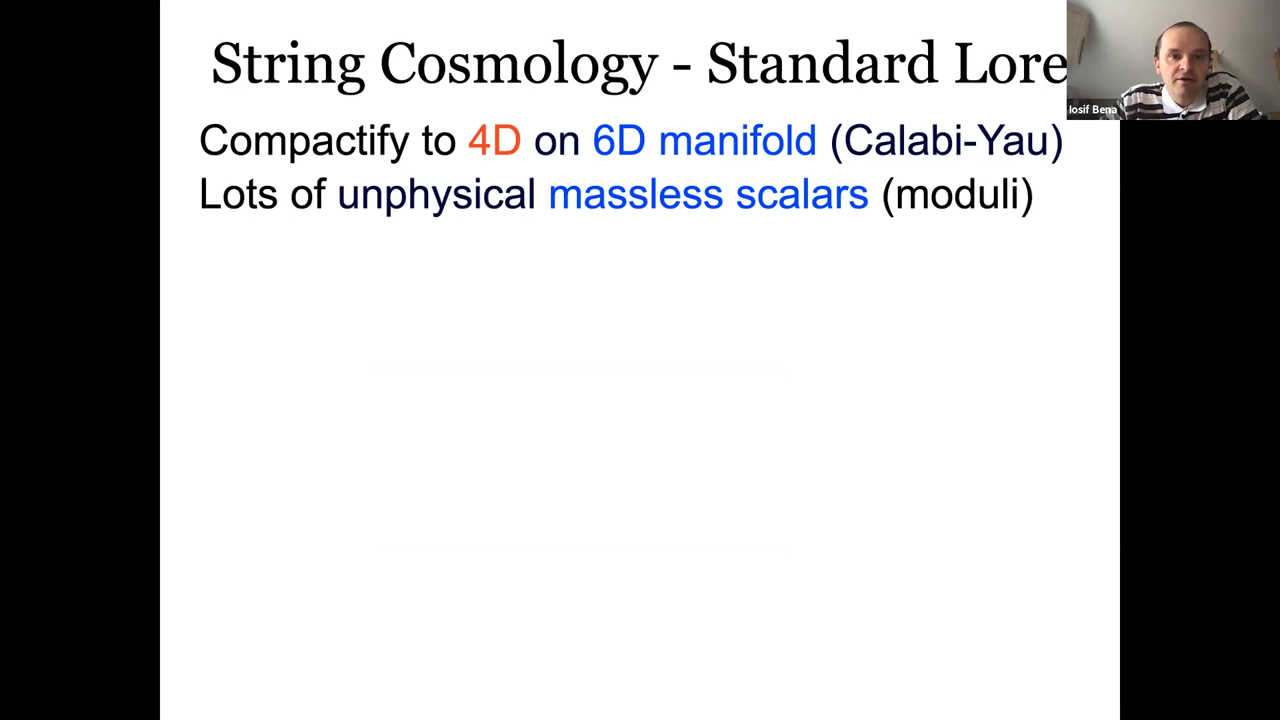 String Cosmology - Standard Lore
Iosif Bena
Compactify to 4D on 6D manifold (Calabi-Yau)
Lots of unphysical massless scalars (moduli)